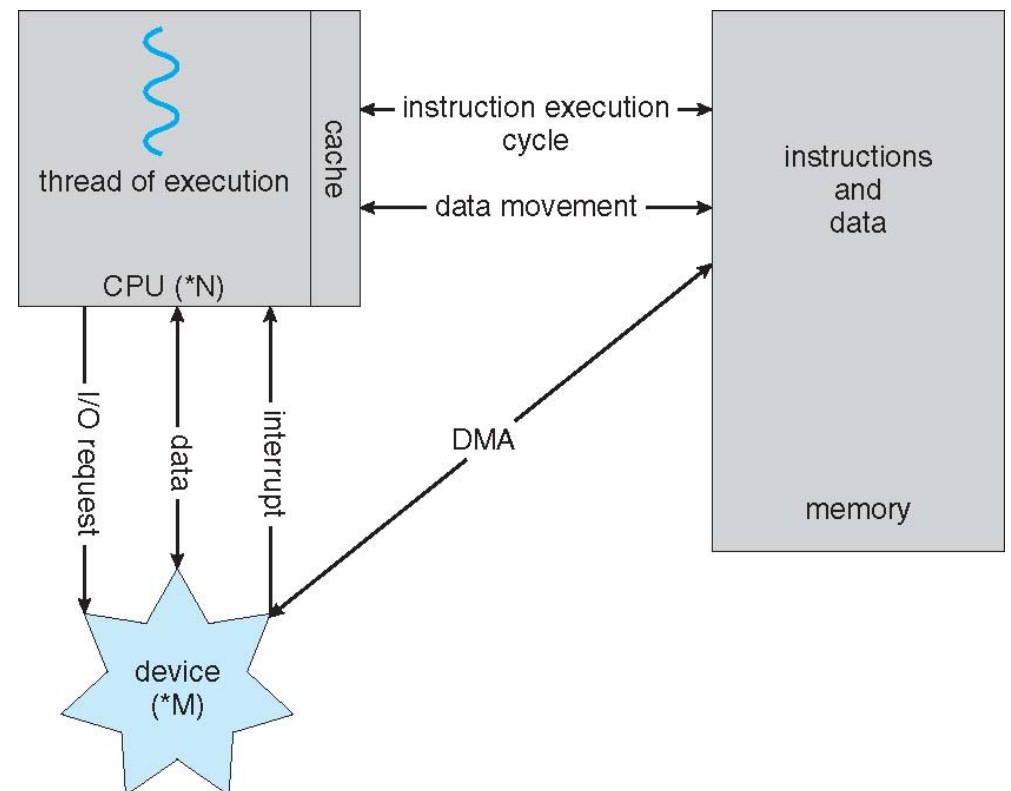 thread of execution
cache
CPU (*N)
instruction execution
cycle
data movement
instructions
and
data
memory
I/O request
data
interrupt
DMA
device
(*M)